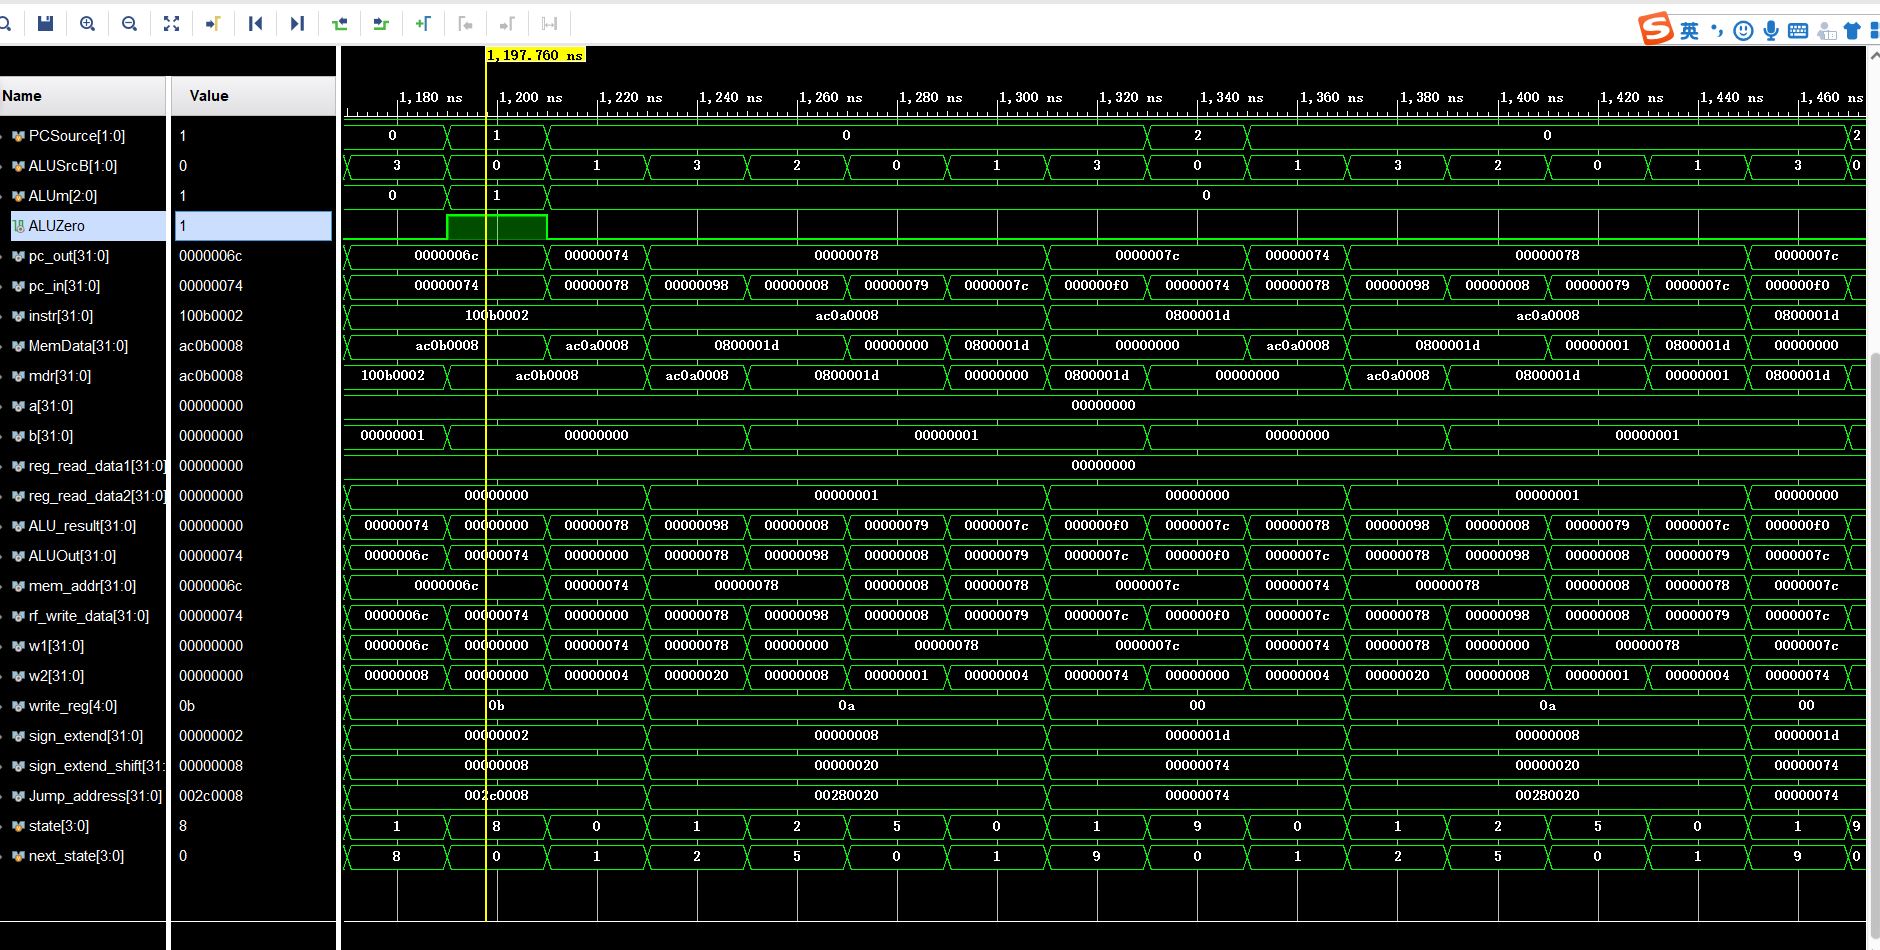 英
1,197.760 ns
Name Value
1,180 ns 1,200 ns 1,220 ns 1,240 ns 1,260 ns 1,280 ns 1,300 ns 1,320 ns 1,340 ns 1,360 ns 1,380 ns 1,400 ns 1,420 ns 1,440 ns 1,460 ns
PCSource[1:0] 1 0 1 0 2 0 2
ALUSrcB[1:0] 0 3 0 1 3 2 0 1 3 0 1 3 2 0 1 3 0
ALUm[2:0] 1 0 1 0
ALUZero 1
pc_out[31:0] 0000006c 0000006c 00000074 00000078 0000007c 00000074 00000078 0000007c
pc_in[31:0] 00000074 00000074 00000078 00000098 00000008 00000079 0000007c 000000f0 00000074 00000078 00000098 00000008 00000079 0000007c 000000f0
instr[31:0] 100b0002 100b0002 ac0a0008 0800001d ac0a0008 0800001d
MemData[31:0] ac0b0008 ac0b0008 ac0a0008 0800001d 00000000 0800001d 00000000 ac0a0008 0800001d 00000001 0800001d 00000000
mdr[31:0] ac0b0008 100b0002 ac0b0008 ac0a0008 0800001d 00000000 0800001d 00000000 ac0a0008 0800001d 00000001 0800001d
a[31:0] 00000000 00000000
b[31:0] 00000000 00000001 00000000 00000001 00000000 00000001
reg_read_data1[31:0] 00000000 00000000
reg_read_data2[31:0] 00000000 00000000 00000001 00000000 00000001 00000000
ALU_result[31:0] 00000000 00000074 00000000 00000078 00000098 00000008 00000079 0000007c 000000f0 0000007c 00000078 00000098 00000008 00000079 0000007c 000000f0
ALUOut[31:0] 00000074 0000006c 00000074 00000000 00000078 00000098 00000008 00000079 0000007c 000000f0 0000007c 00000078 00000098 00000008 00000079 0000007c
mem_addr[31:0] 0000006c 0000006c 00000074 00000078 00000008 00000078 0000007c 00000074 00000078 00000008 00000078 0000007c
rf_write_data[31:0] 00000074 0000006c 00000074 00000000 00000078 00000098 00000008 00000079 0000007c 000000f0 0000007c 00000078 00000098 00000008 00000079 0000007c
w1[31:0] 00000000 0000006c 00000000 00000074 00000078 00000000 00000078 0000007c 00000074 00000078 00000000 00000078 0000007c
w2[31:0] 00000000 00000008 00000000 00000004 00000020 00000008 00000001 00000004 00000074 00000000 00000004 00000020 00000008 00000001 00000004 00000074
write_reg[4:0] 0b 0b 0a 00 0a 00
sign_extend[31:0] 00000002 00000002 00000008 0000001d 00000008 0000001d
sign_extend_shift[31: 00000008 00000008 00000020 00000074 00000020 00000074
Jump_address[31:0] 002c0008 002c0008 00280020 00000074 00280020 00000074
state[3:0] 8 1 8 0 1 2 5 0 1 9 0 1 2 5 0 1 9
next_state[3:0] 0 8 0 1 2 5 0 1 9 0 1 2 5 0 1 9 0